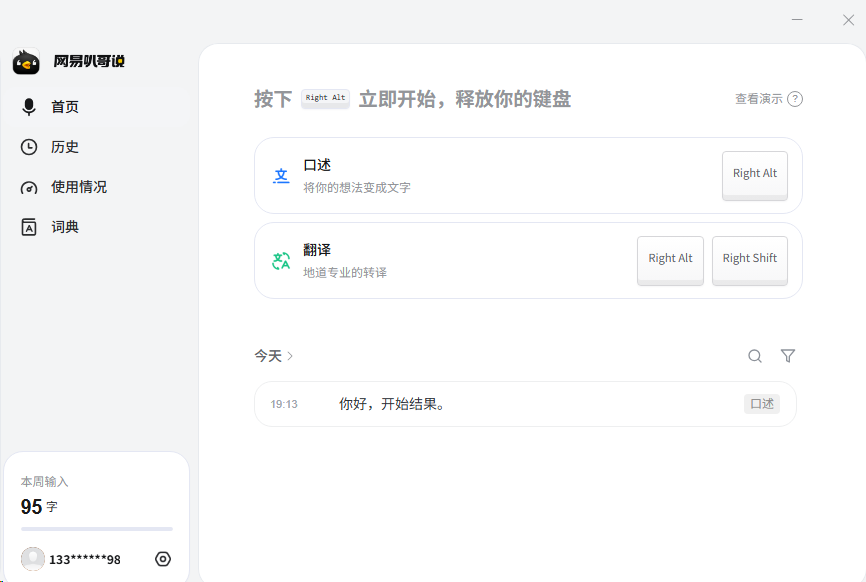 网易叭哥说
首页
历史
使用情况
词典
按下 Right Alt 立即开始，释放你的键盘
查看演示 ?
口述
将你的想法变成文字
Right Alt
翻译
地道专业的转译
Right Alt Right Shift
今天
19:13 你好，开始结果。 口述
本周输入
95 字
133******98